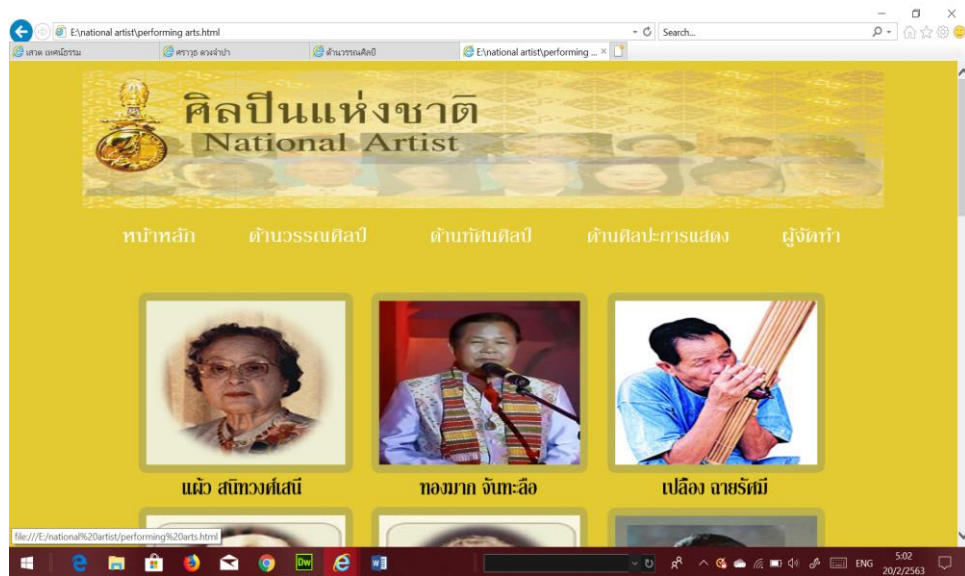 E:\national artist\performing arts.html
Search...
เสวต เทศน์ธรรม
ศราวุธ ดวงจำปา
ด้านวรรณศิลป์
E:\national artist\performing ...
ศิลปินแห่งชาติ
National Artist
หน้าหลัก ด้านวรรณศิลป์ ด้านทัศนศิลป์ ด้านศิลปะการแสดง ผู้จัดทำ
แผ้ว สนิทวงศ์เสนี ทองมาก จันทะลือ เปลื้อง ฉายรัศมี
file:///E:/national%20artist/performing%20arts.html
Dw
ENG
5:02
20/2/2563